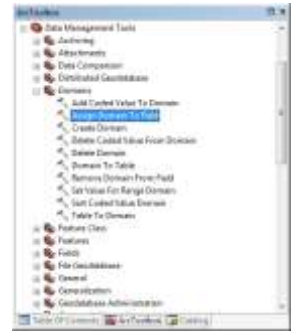 ArcToolbox
Data Management Tools
Archiving
Attachments
Data Comparison
Distributed Geodatabase
Domains
Add Coded Value To Domain
Assign Domain To Field
Create Domain
Delete Coded Value From Domain
Delete Domain
Domain To Table
Remove Domain From Field
Set Value For Range Domain
Sort Coded Value Domain
Table To Domain
Feature Class
Features
Fields
File Geodatabase
General
Generalization
Geodatabase Administration
Table Of Contents ArcToolbox Catalog